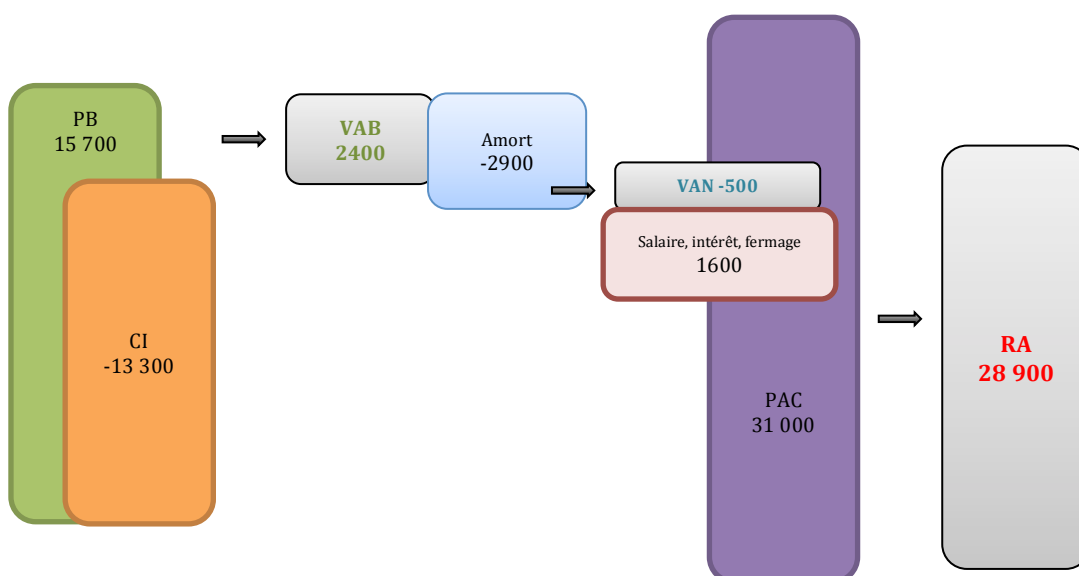 PB
15 700
CI
-13 300
VAB
2400
Amort
-2900
VAN -500
Salaire, intérêt, fermage
1600
PAC
31 000
RA
28 900